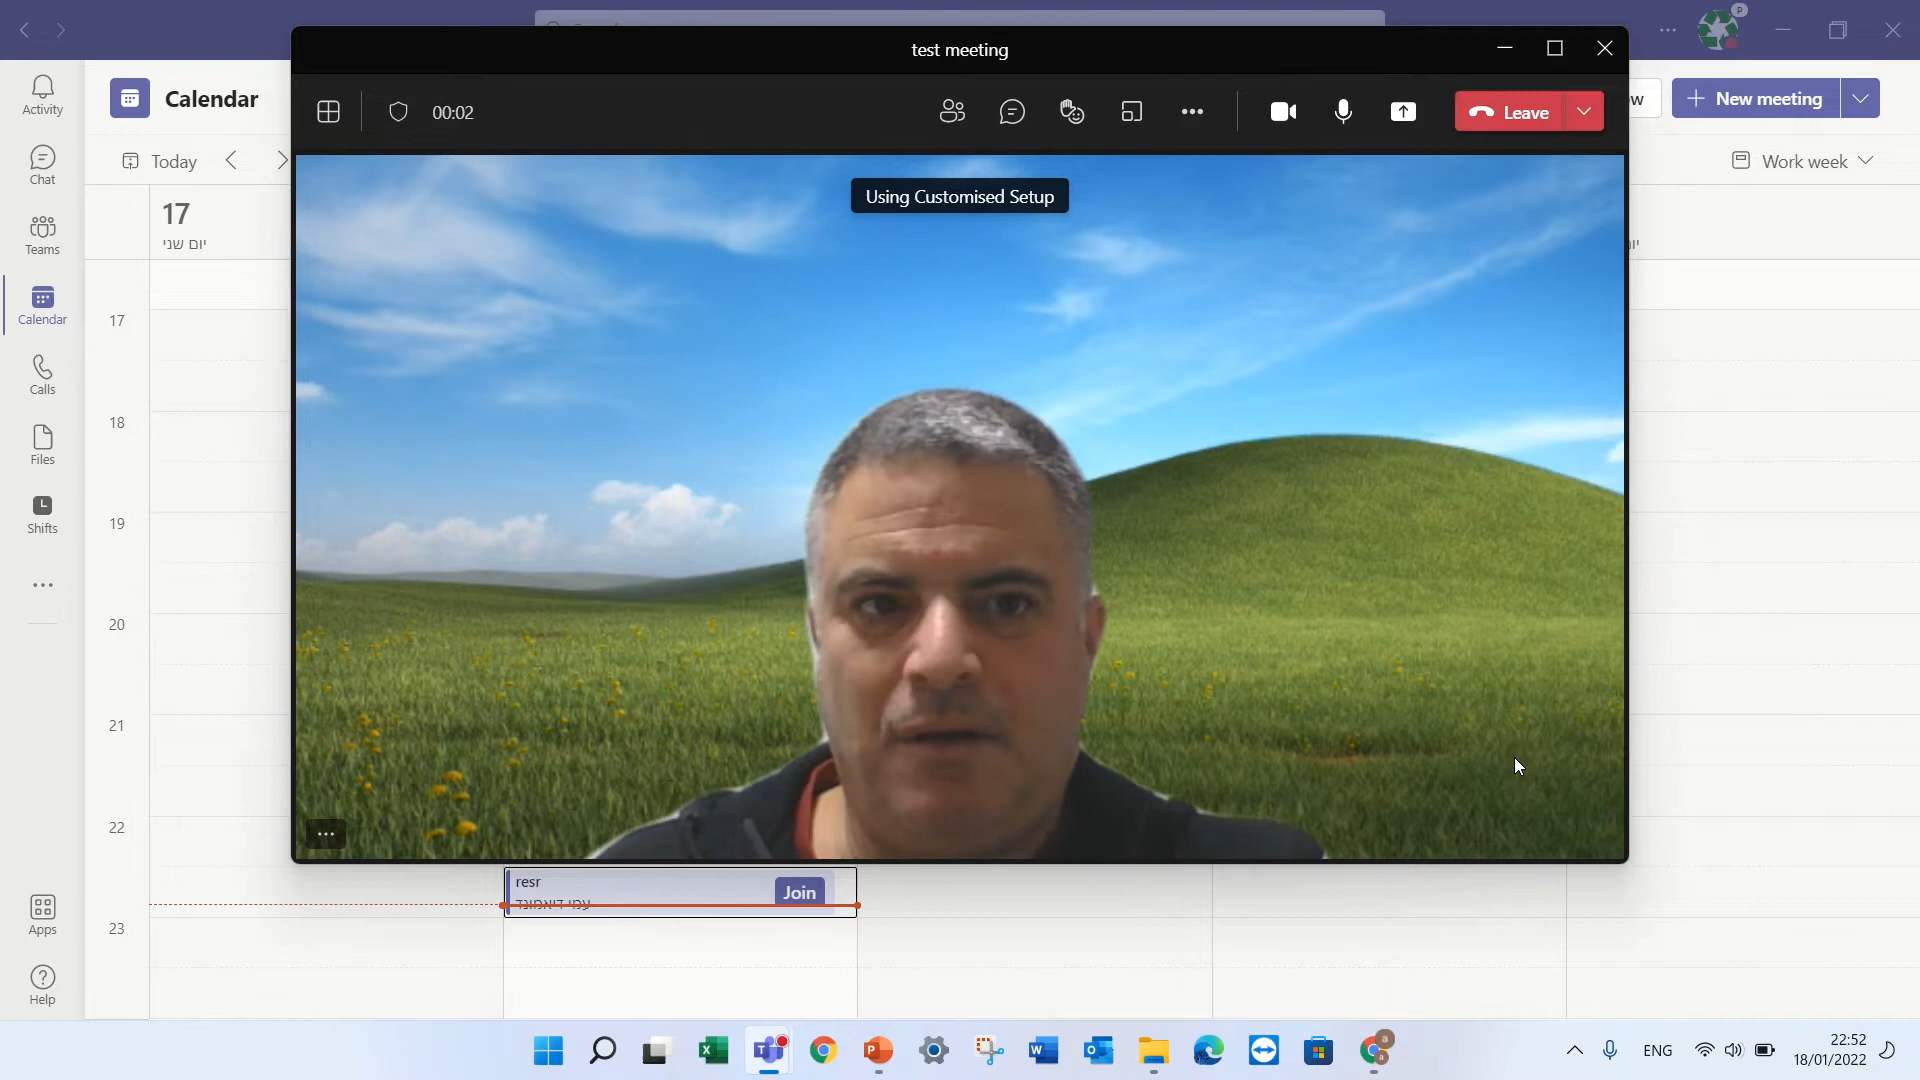 test meeting
00:02
Leave
Using Customised Setup
Activity
Chat
Teams
Calendar
Calls
Files
Shifts
Apps
Help
Calendar
New meeting
Today
Work week
17
יום שני
17
18
19
20
21
22
23
resr
Join
עמי דיאמונד
ENG
22:52
18/01/2022